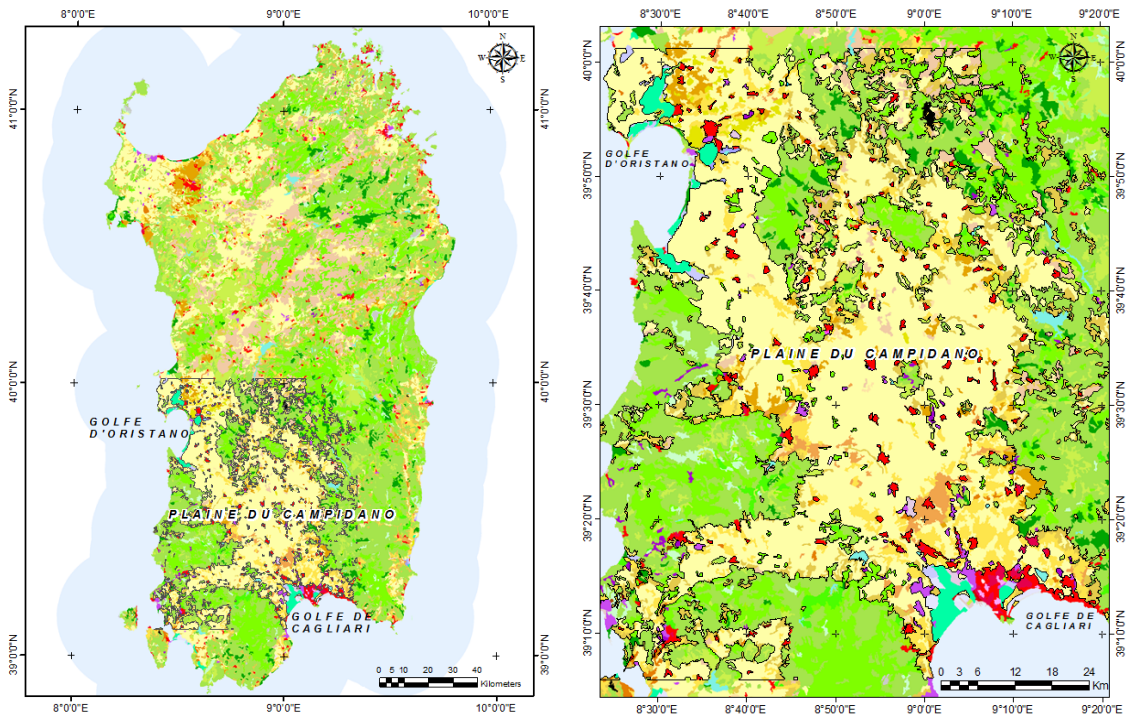 8°0'0"E 9°0'0"E 10°0'0"E
N
W E
S
41°0'0"N
41°0'0"N
40°0'0"N
40°0'0"N
39°0'0"N
39°0'0"N
GOLFE
D'ORISTANO
PLAINE DU CAMPIDANO
GOLFE DE
CAGLIARI
0 5 10 20 30 40
Kilometers
8°0'0"E 9°0'0"E 10°0'0"E
8°30'0"E 8°40'0"E 8°50'0"E 9°0'0"E 9°10'0"E 9°20'0"E
N
W E
S
40°0'0"N
40°0'0"N
39°50'0"N
39°50'0"N
39°40'0"N
39°40'0"N
39°30'0"N
39°30'0"N
39°20'0"N
39°20'0"N
39°10'0"N
39°10'0"N
GOLFE
D'ORISTANO
PLAINE DU CAMPIDANO
GOLFE DE
CAGLIARI
0 3 6 12 18 24
Km
8°30'0"E 8°40'0"E 8°50'0"E 9°0'0"E 9°10'0"E 9°20'0"E